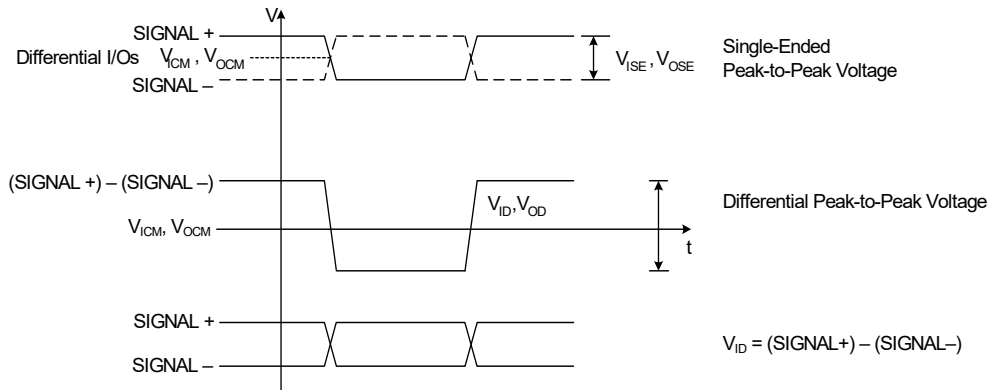 V
SIGNAL +
Differential I/Os V_ICM , V_OCM
SIGNAL –
V_ISE , V_OSE
Single-Ended
Peak-to-Peak Voltage
(SIGNAL +) – (SIGNAL –)
V_ID,V_OD
Differential Peak-to-Peak Voltage
V_ICM, V_OCM
t
SIGNAL +
SIGNAL –
V_ID = (SIGNAL+) – (SIGNAL–)